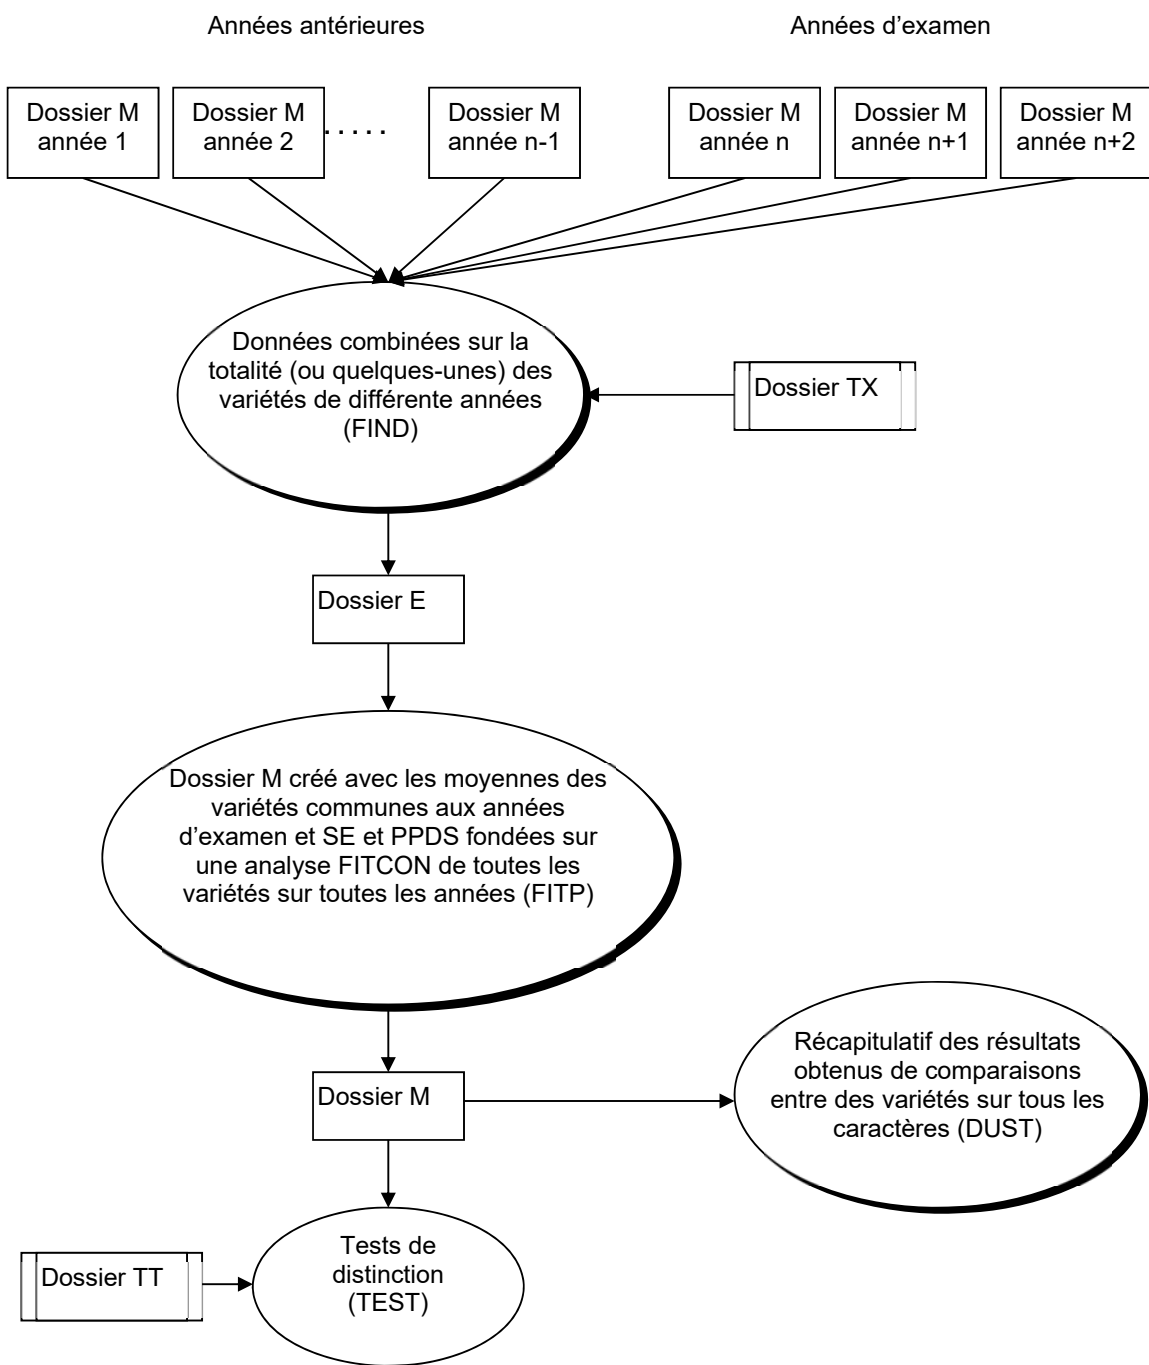 Années antérieures
Années d’examen
Dossier M
année 1
Dossier M
année 2
.....
Dossier M
année n-1
Dossier M
année n
Dossier M
année n+1
Dossier M
année n+2
Données combinées sur la
totalité (ou quelques-unes) des
variétés de différente années
(FIND)
Dossier TX
Dossier E
Dossier M créé avec les moyennes des
variétés communes aux années
d’examen et SE et PPDS fondées sur
une analyse FITCON de toutes les
variétés sur toutes les années (FITP)
Dossier M
Récapitulatif des résultats
obtenus de comparaisons
entre des variétés sur tous les
caractères (DUST)
Tests de
distinction
(TEST)
Dossier TT